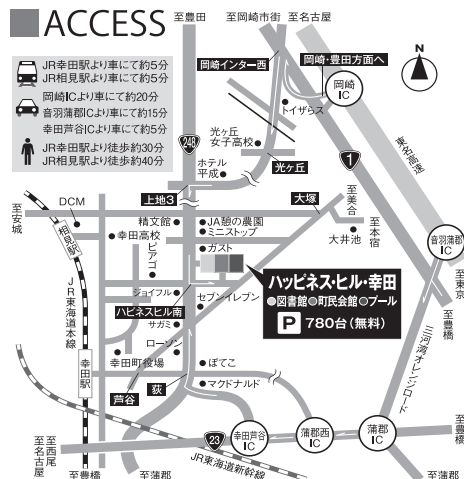 ACCESS
JR幸田駅より車にて約5分
JR相見駅より車にて約5分
岡崎ICより車にて約20分
音羽蒲郡ICより車にて約15分
幸田芦谷ICより車にて約5分
JR幸田駅より徒歩約30分
JR相見駅より徒歩約40分
至豊田
至岡崎市街
至名古屋
N
岡崎インター西
岡崎・豊田方面へ
岡崎
IC
トイザらス
248
光ヶ丘
女子高校
1
東名高速
ホテル
平成
光ヶ丘
上地3
大塚
至美合
至安城
DCM
相見駅
精文館
JA憩の農園
幸田高校
ミニストップ
大井池
至本宿
音羽蒲郡
IC
ピアゴ
ガスト
至東京
JR東海道本線
ジョイフル
ハピネスヒル南
セブンイレブン
サガミ
ハッピネス・ヒル・幸田
図書館 町民会館 プール
P 780台(無料)
至豊橋
三河湾オレンジロード
ローソン
幸田駅
幸田町役場
ぽてこ
芦谷
荻
マクドナルド
23
幸田芦谷
IC
蒲郡西
IC
蒲郡
IC
至豊橋
至西尾
至名古屋
JR東海道新幹線
至豊橋
至蒲郡
至蒲郡